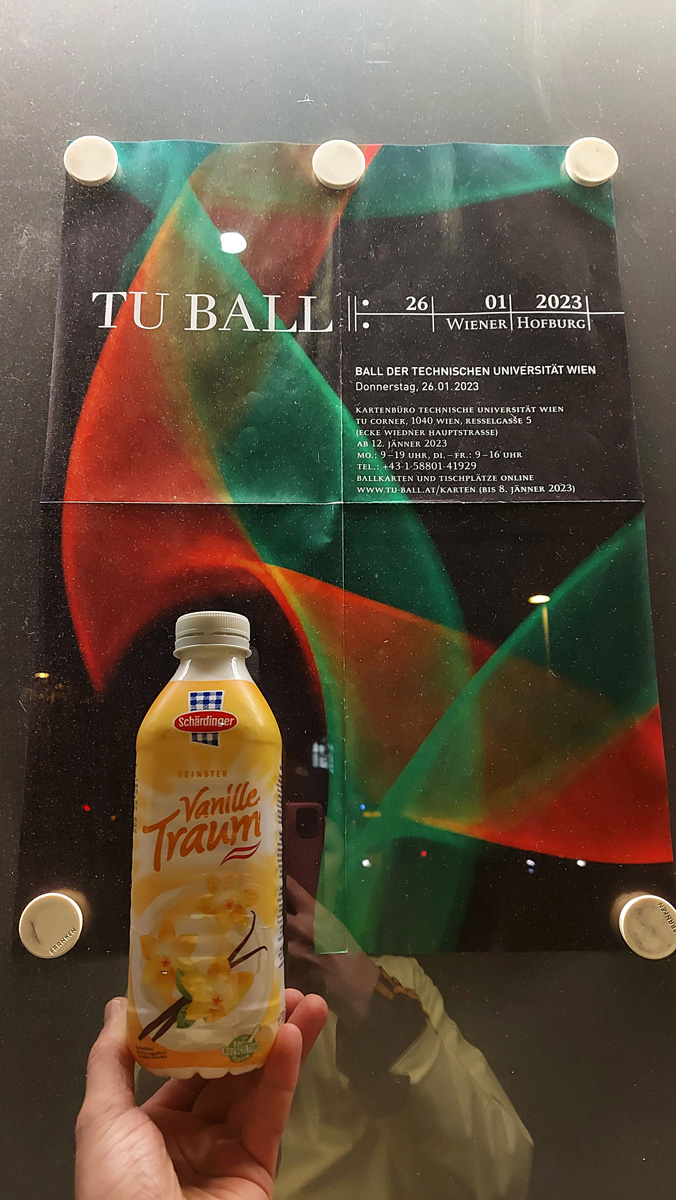 TU BALL
26 01 2023
WIENER HOFBURG
BALL DER TECHNISCHEN UNIVERSITÄT WIEN
Donnerstag, 26.01.2023
KARTENBÜRO TECHNISCHE UNIVERSITÄT WIEN
TU CORNER, 1040 WIEN, RESSELGASSE 5
(ECKE WIEDNER HAUPTSTRASSE)
AB 12. JÄNNER 2023
MO.: 9–19 UHR, DI.–FR.: 9–16 UHR
TEL.: +43-1-58801-41929
BALLKARTEN UND TISCHPLÄTZE ONLINE
WWW.TU-BALL.AT/KARTEN (BIS 8. JÄNNER 2023)
Schärdinger
FEINSTER
Vanille
Traum
FRANKEN
FRANKEN